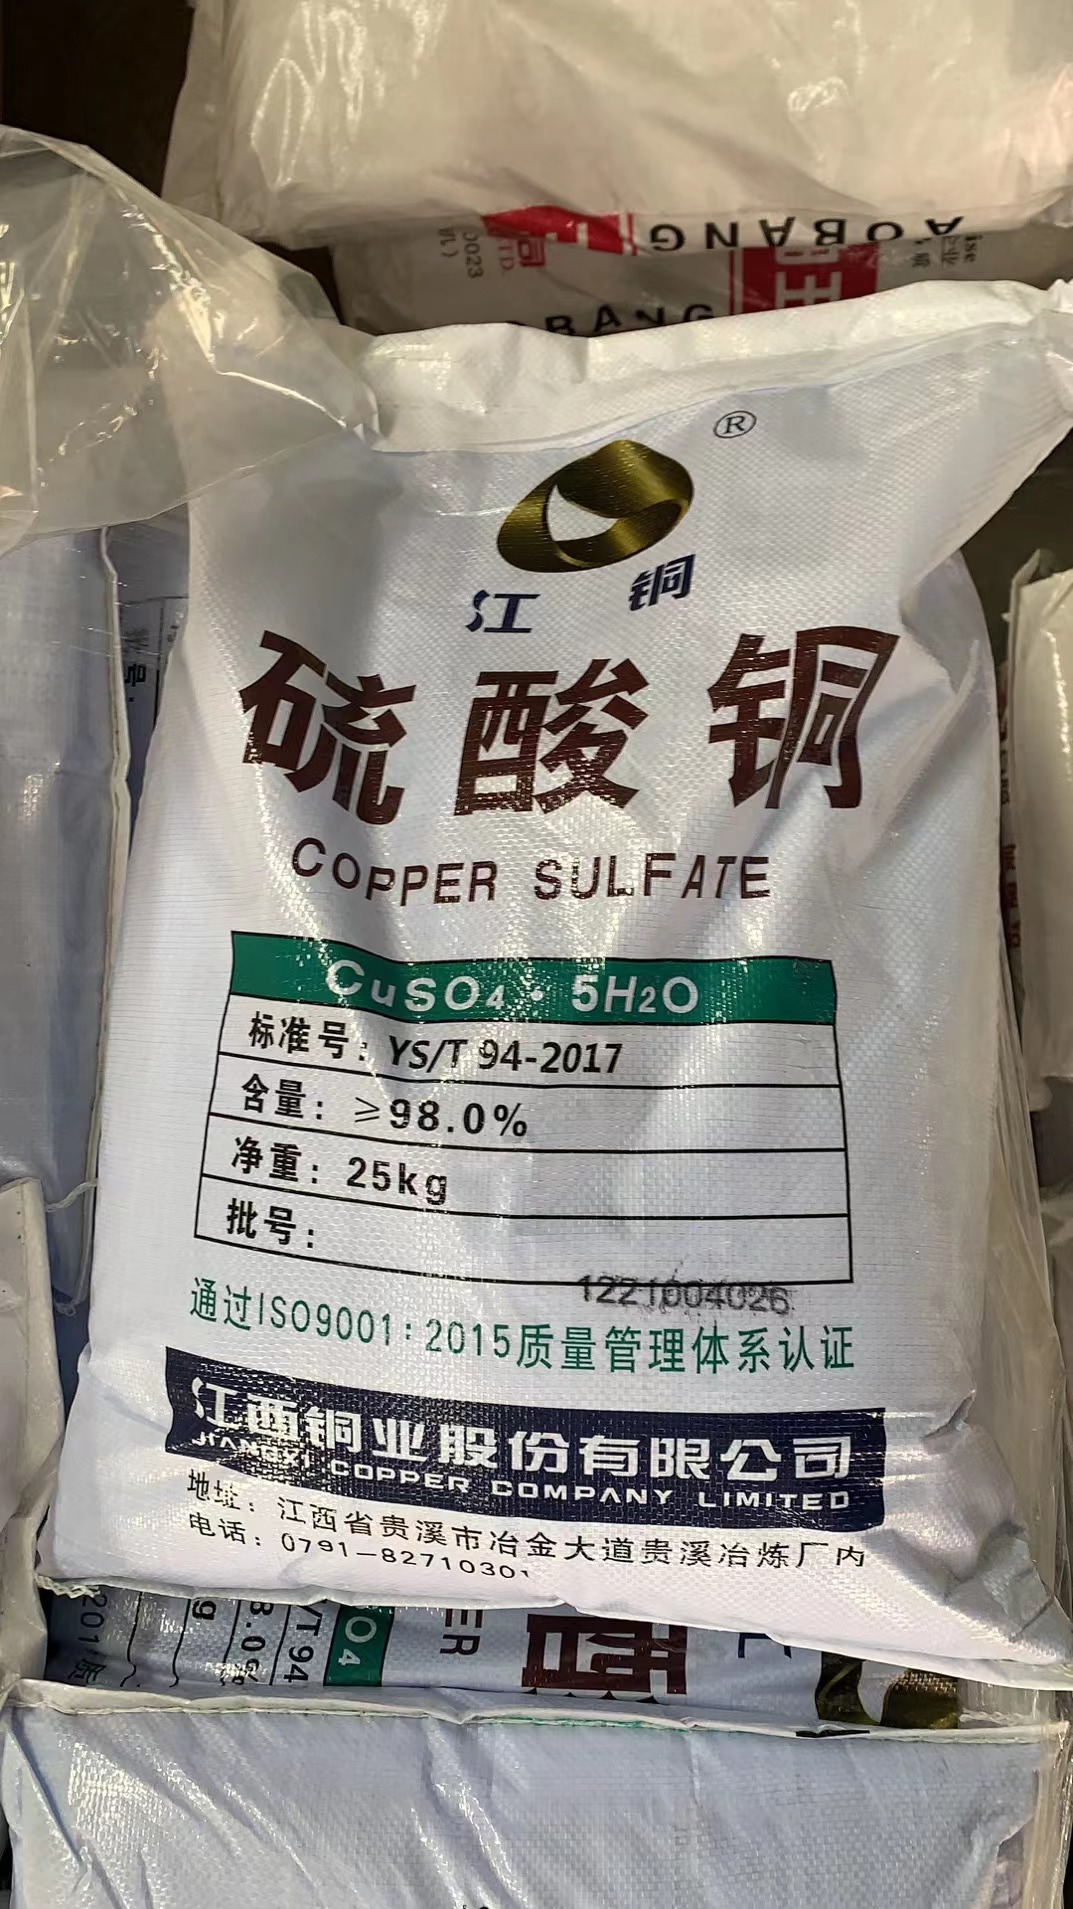 AOBANG
BANG
®
江铜
硫酸铜
COPPER SULFATE
CuSO4·5H2O
标准号：YS/T 94-2017
含量：≥98.0%
净重：25kg
批号：
1221004026
通过ISO9001：2015质量管理体系认证
江西铜业股份有限公司
JIANGXI COPPER COMPANY LIMITED
地址：江西省贵溪市冶金大道贵溪冶炼厂内
电话：0791-82710301